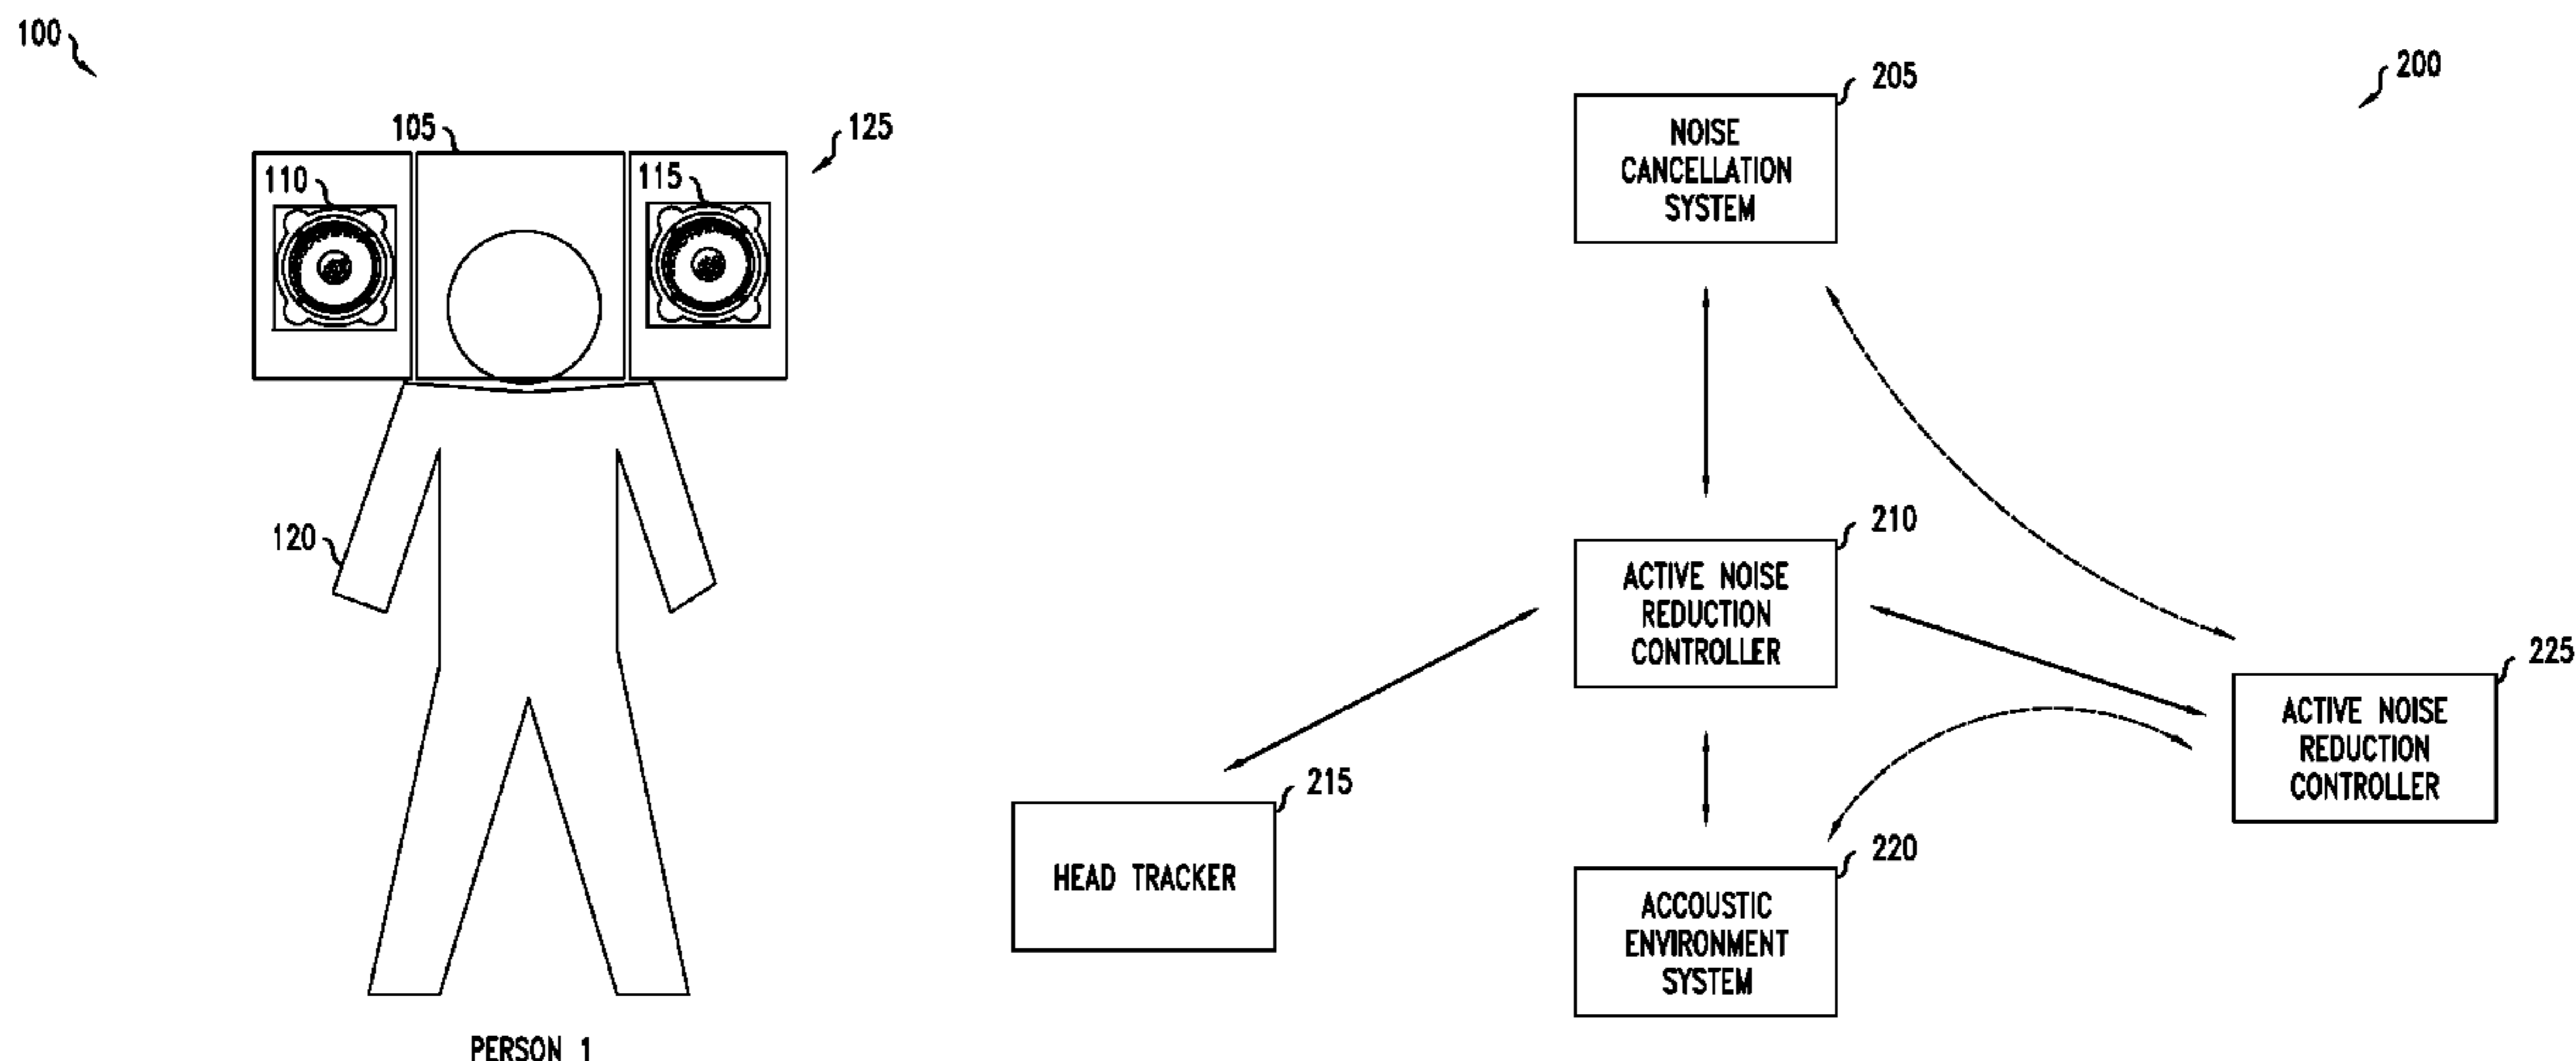 100
105
125
110
115
120
PERSON 1
200
205
NOISE
CANCELLATION
SYSTEM
210
ACTIVE NOISE
REDUCTION
CONTROLLER
225
ACTIVE NOISE
REDUCTION
CONTROLLER
215
HEAD TRACKER
220
ACCOUSTIC
ENVIRONMENT
SYSTEM